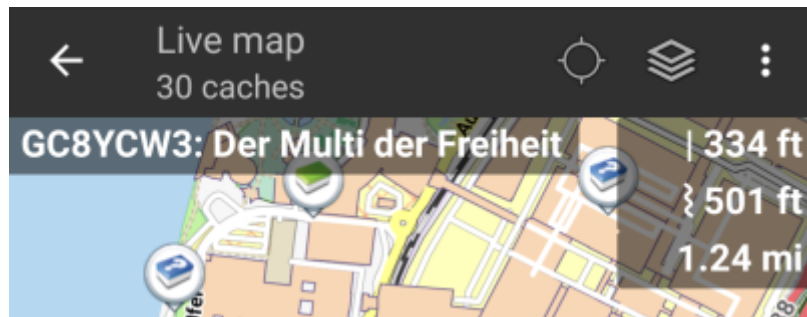 Live map
30 caches
GC8YCW3: Der Multi der Freiheit
| 334 ft
⌇ 501 ft
1.24 mi